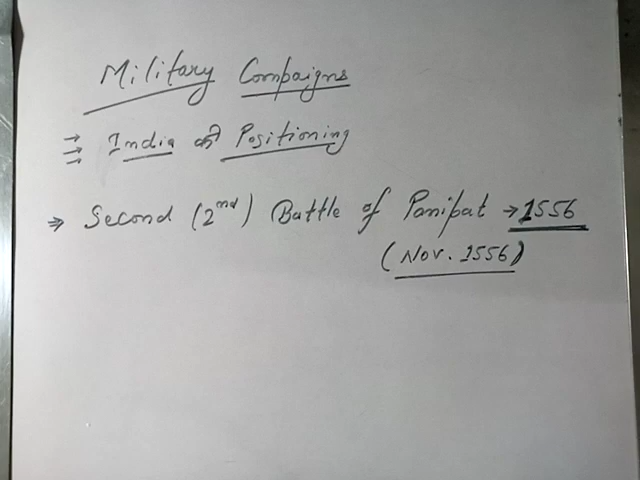 Military Compaigns
⇒ India की Positioning
⇒ Second (2nd) Battle of Panipat → 1556
(Nov. 1556)